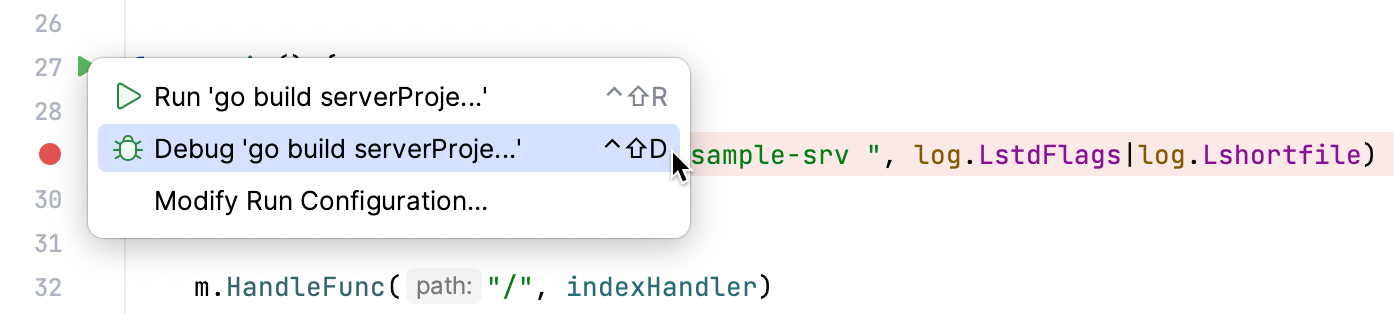 26
27
28
30
31
32
Run 'go build serverProje...' ⌃⇧R
Debug 'go build serverProje...' ⌃⇧D
Modify Run Configuration...
sample-srv ", log.LstdFlags|log.Lshortfile)
m.HandleFunc( path: "/", indexHandler)